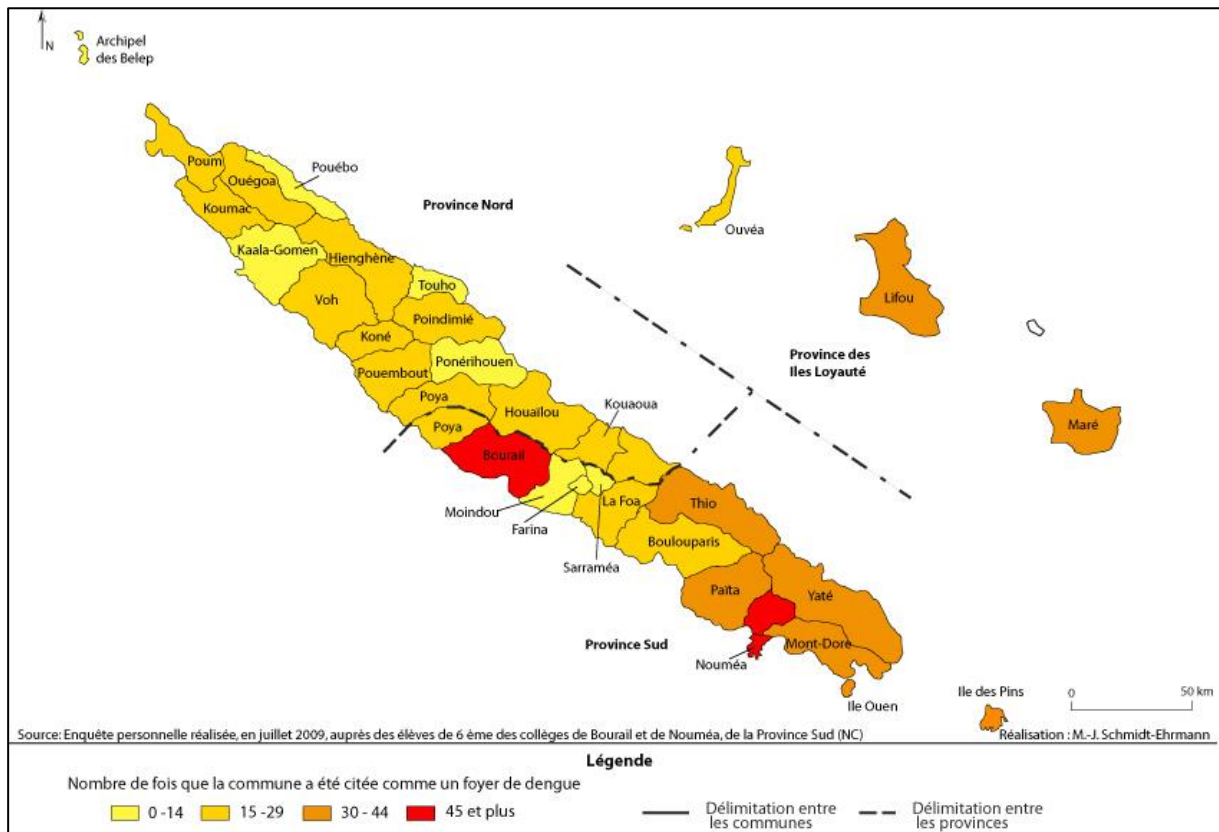 N
Archipel
des Belep
Poum
Ouégoa
Pouébo
Koumac
Province Nord
Ouvéa
Kaala-Gomen
Hienghène
Touho
Lifou
Voh
Poindimié
Koné
Province des
Iles Loyauté
Ponérihouen
Pouembout
Poya
Kouaoua
Houaïlou
Maré
Poya
Bourail
Moindou
La Foa
Thio
Farina
Boulouparis
Sarraméa
Païta
Yaté
Province Sud
Mont-Dore
Nouméa
Ile des Pins
0
50 km
Ile Ouen
Source: Enquête personnelle réalisée, en juillet 2009, auprès des élèves de 6 ème des collèges de Bourail et de Nouméa, de la Province Sud (NC)
Réalisation : M.-J. Schmidt-Ehrmann
Légende
Nombre de fois que la commune a été citée comme un foyer de dengue
0 -14
15 -29
30 - 44
45 et plus
Délimitation entre
les communes
Délimitation entre
les provinces